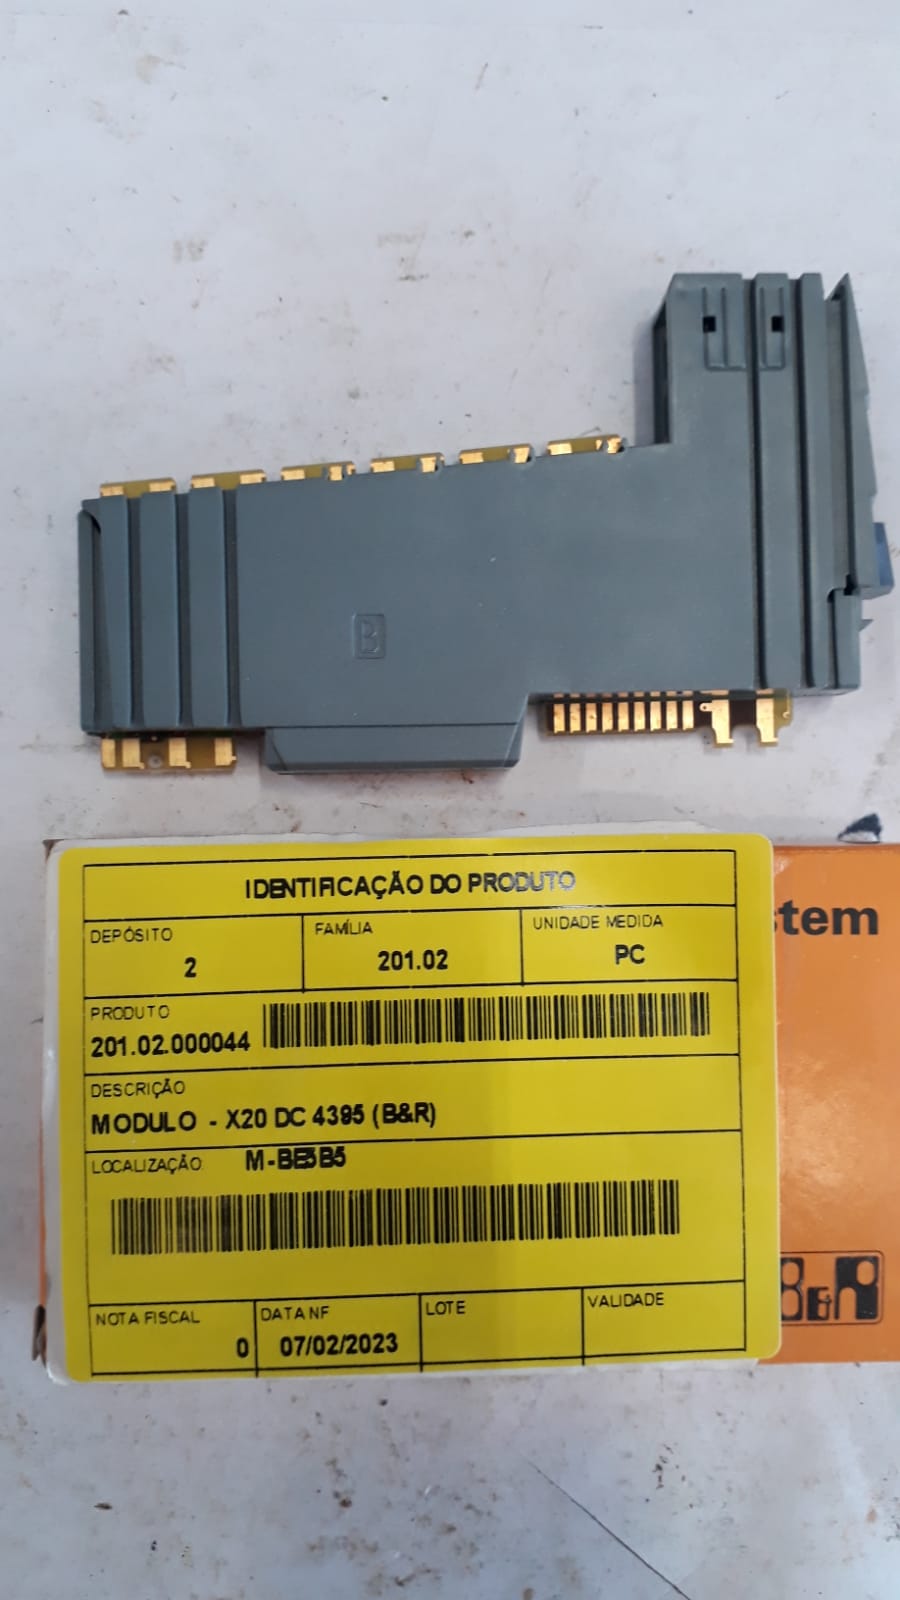 B
IDENTIFICAÇÃO DO PRODUTO
DEPÓSITO
2
FAMÍLIA
201.02
UNIDADE MEDIDA
PC
PRODUTO
201.02.000044
DESCRIÇÃO
MODULO - X20 DC 4395 (B&R)
LOCALIZAÇÃO
NOTA FISCAL
0
DATA NF
07/02/2023
LOTE
VALIDADE
stem
B&R